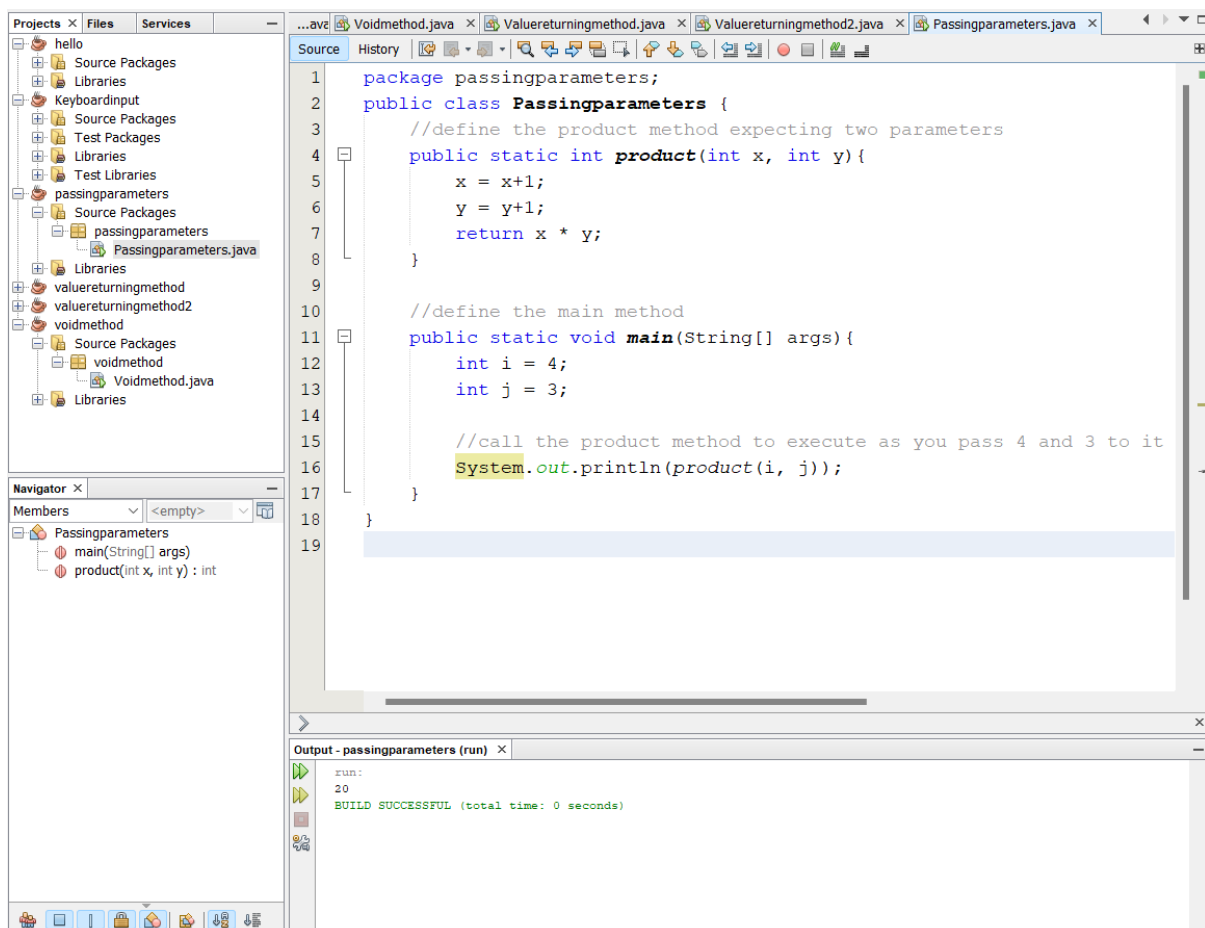 Projects × Files Services
hello
Source Packages
Libraries
Keyboardinput
Source Packages
Test Packages
Libraries
Test Libraries
passingparameters
Source Packages
passingparameters
Passingparameters.java
Libraries
valuereturningmethod
valuereturningmethod2
voidmethod
Source Packages
voidmethod
Voidmethod.java
Libraries
Navigator ×
Members <empty>
Passingparameters
main(String[] args)
product(int x, int y) : int
...ava Voidmethod.java × Valuereturningmethod.java × Valuereturningmethod2.java × Passingparameters.java ×
Source History
1 package passingparameters;
2 public class Passingparameters {
3 //define the product method expecting two parameters
4 public static int product(int x, int y){
5 x = x+1;
6 y = y+1;
7 return x * y;
8 }
9
10 //define the main method
11 public static void main(String[] args){
12 int i = 4;
13 int j = 3;
14
15 //call the product method to execute as you pass 4 and 3 to it
16 System.out.println(product(i, j));
17 }
18 }
19
Output - passingparameters (run) ×
run:
20
BUILD SUCCESSFUL (total time: 0 seconds)